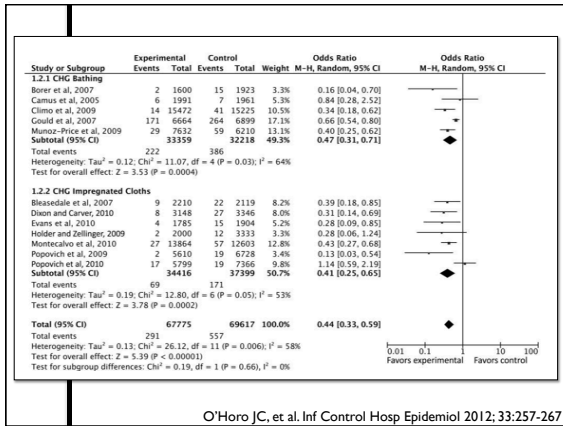 Experimental Control Odds Ratio Odds Ratio
Study or Subgroup Events Total Events Total Weight M-H, Random, 95% CI M-H, Random, 95% CI
1.2.1 CHG Bathing
Borer et al, 2007 2 1600 15 1923 3.3% 0.16 [0.04, 0.70]
Camus et al, 2005 6 1991 7 1961 4.1% 0.84 [0.28, 2.52]
Climo et al, 2009 14 15472 41 15225 9.4% 0.34 [0.18, 0.62]
Gould et al, 2007 171 6664 264 6899 17.1% 0.66 [0.54, 0.80]
Munoz-Price et al, 2009 29 7632 59 6210 12.4% 0.40 [0.25, 0.62]
Subtotal (95% CI) 33359 32218 49.3% 0.47 [0.31, 0.71]
Total events 222 386
Heterogeneity: Tau² = 0.12; Chi² = 11.07, df = 4 (P = 0.03); I² = 64%
Test for overall effect: Z = 3.53 (P = 0.0004)
1.2.2 CHG Impregnated Cloths
Bleasedale et al, 2007 9 2210 22 2119 8.2% 0.39 [0.18, 0.85]
Dixon and Carver, 2010 8 3148 27 3346 0.31 [0.14, 0.69]
Evans et al, 2010 4 1785 15 1904 0.28 [0.09, 0.85]
Holder and Zellinger, 2009 2 2000 12 3333 0.28 [0.06, 1.24]
Montecalvo et al, 2010 27 13864 57 12603 0.43 [0.27, 0.68]
Popovich et al, 2009 2 5610 19 6728 0.13 [0.03, 0.54]
Popovich et al, 2010 17 5799 19 7366 1.14 [0.59, 2.19]
Subtotal (95% CI) 34416 37399 50.7% 0.41 [0.25, 0.65]
Total events 69 171
Heterogeneity: Tau² = 0.19; Chi² = 12.80, df = 6 (P = 0.05); I² = 53%
Test for overall effect: Z = 3.78 (P = 0.0002)
Total (95% CI) 67775 69617 100.0% 0.44 [0.33, 0.59]
Total events 291 557
Heterogeneity: Tau² = 0.13; Chi² = 26.12, df = 11 (P = 0.006); I² = 58%
Test for overall effect: Z = 5.39 (P < 0.00001)
Test for subgroup differences: Chi² = 0.19, df = 1 (P = 0.66), I² = 0%
0.01 0.1 1 10 100
Favors experimental Favors control
O'Horo JC, et al. Inf Control Hosp Epidemiol 2012; 33:257-267